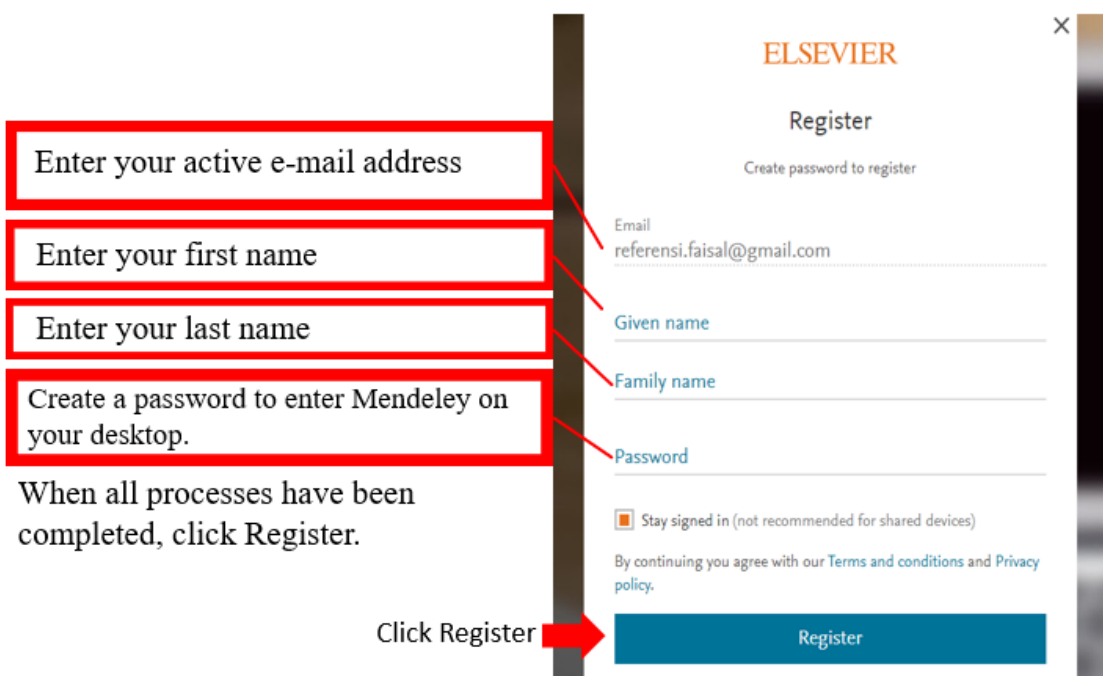 Enter your active e-mail address
Enter your first name
Enter your last name
Create a password to enter Mendeley on
your desktop.
When all processes have been
completed, click Register.
Click Register
×
ELSEVIER
Register
Create password to register
Email
referensi.faisal@gmail.com
Given name
Family name
Password
Stay signed in (not recommended for shared devices)
By continuing you agree with our Terms and conditions and Privacy
policy.
Register